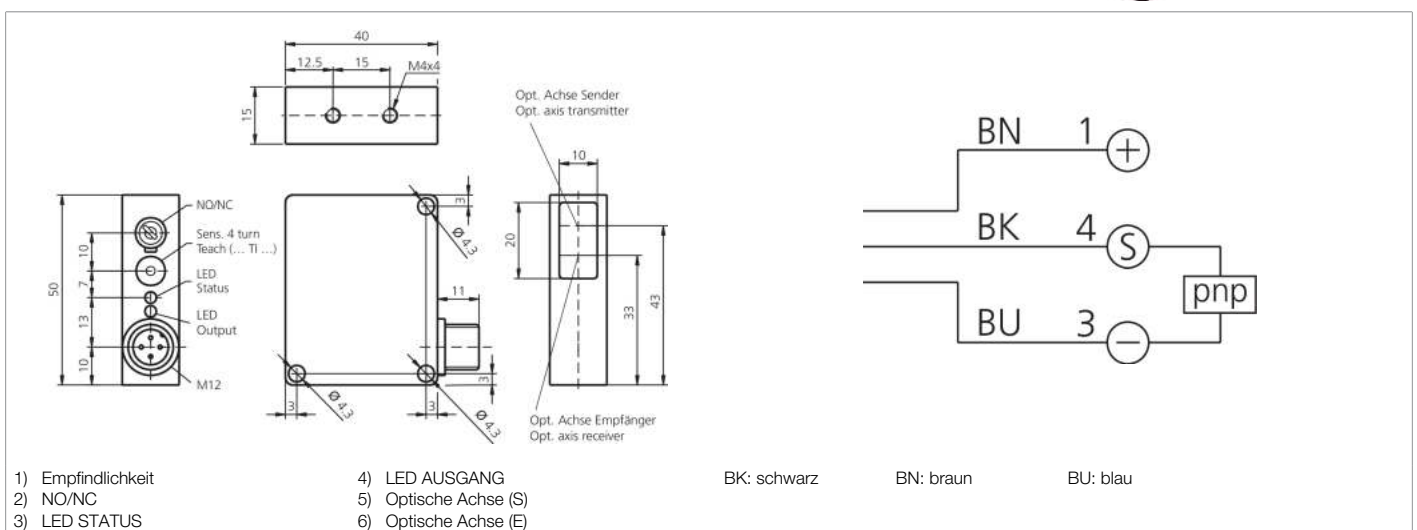 40
12.5 15 M4x4
15
Opt. Achse Sender
Opt. axis transmitter
10
20
33
43
NO/NC
Sens. 4 turn
Teach (... TI ...)
LED
Status
LED
Output
M12
50
10
7
13
10
3
Ø 4.3
11
3
Ø 4.3
3
3
Ø 4.3
Opt. Achse Empfänger
Opt. axis receiver
BN 1 +
BK 4 S
pnp
BU 3 −
1) Empfindlichkeit
2) NO/NC
3) LED STATUS
4) LED AUSGANG
5) Optische Achse (S)
6) Optische Achse (E)
BK: schwarz BN: braun BU: blau